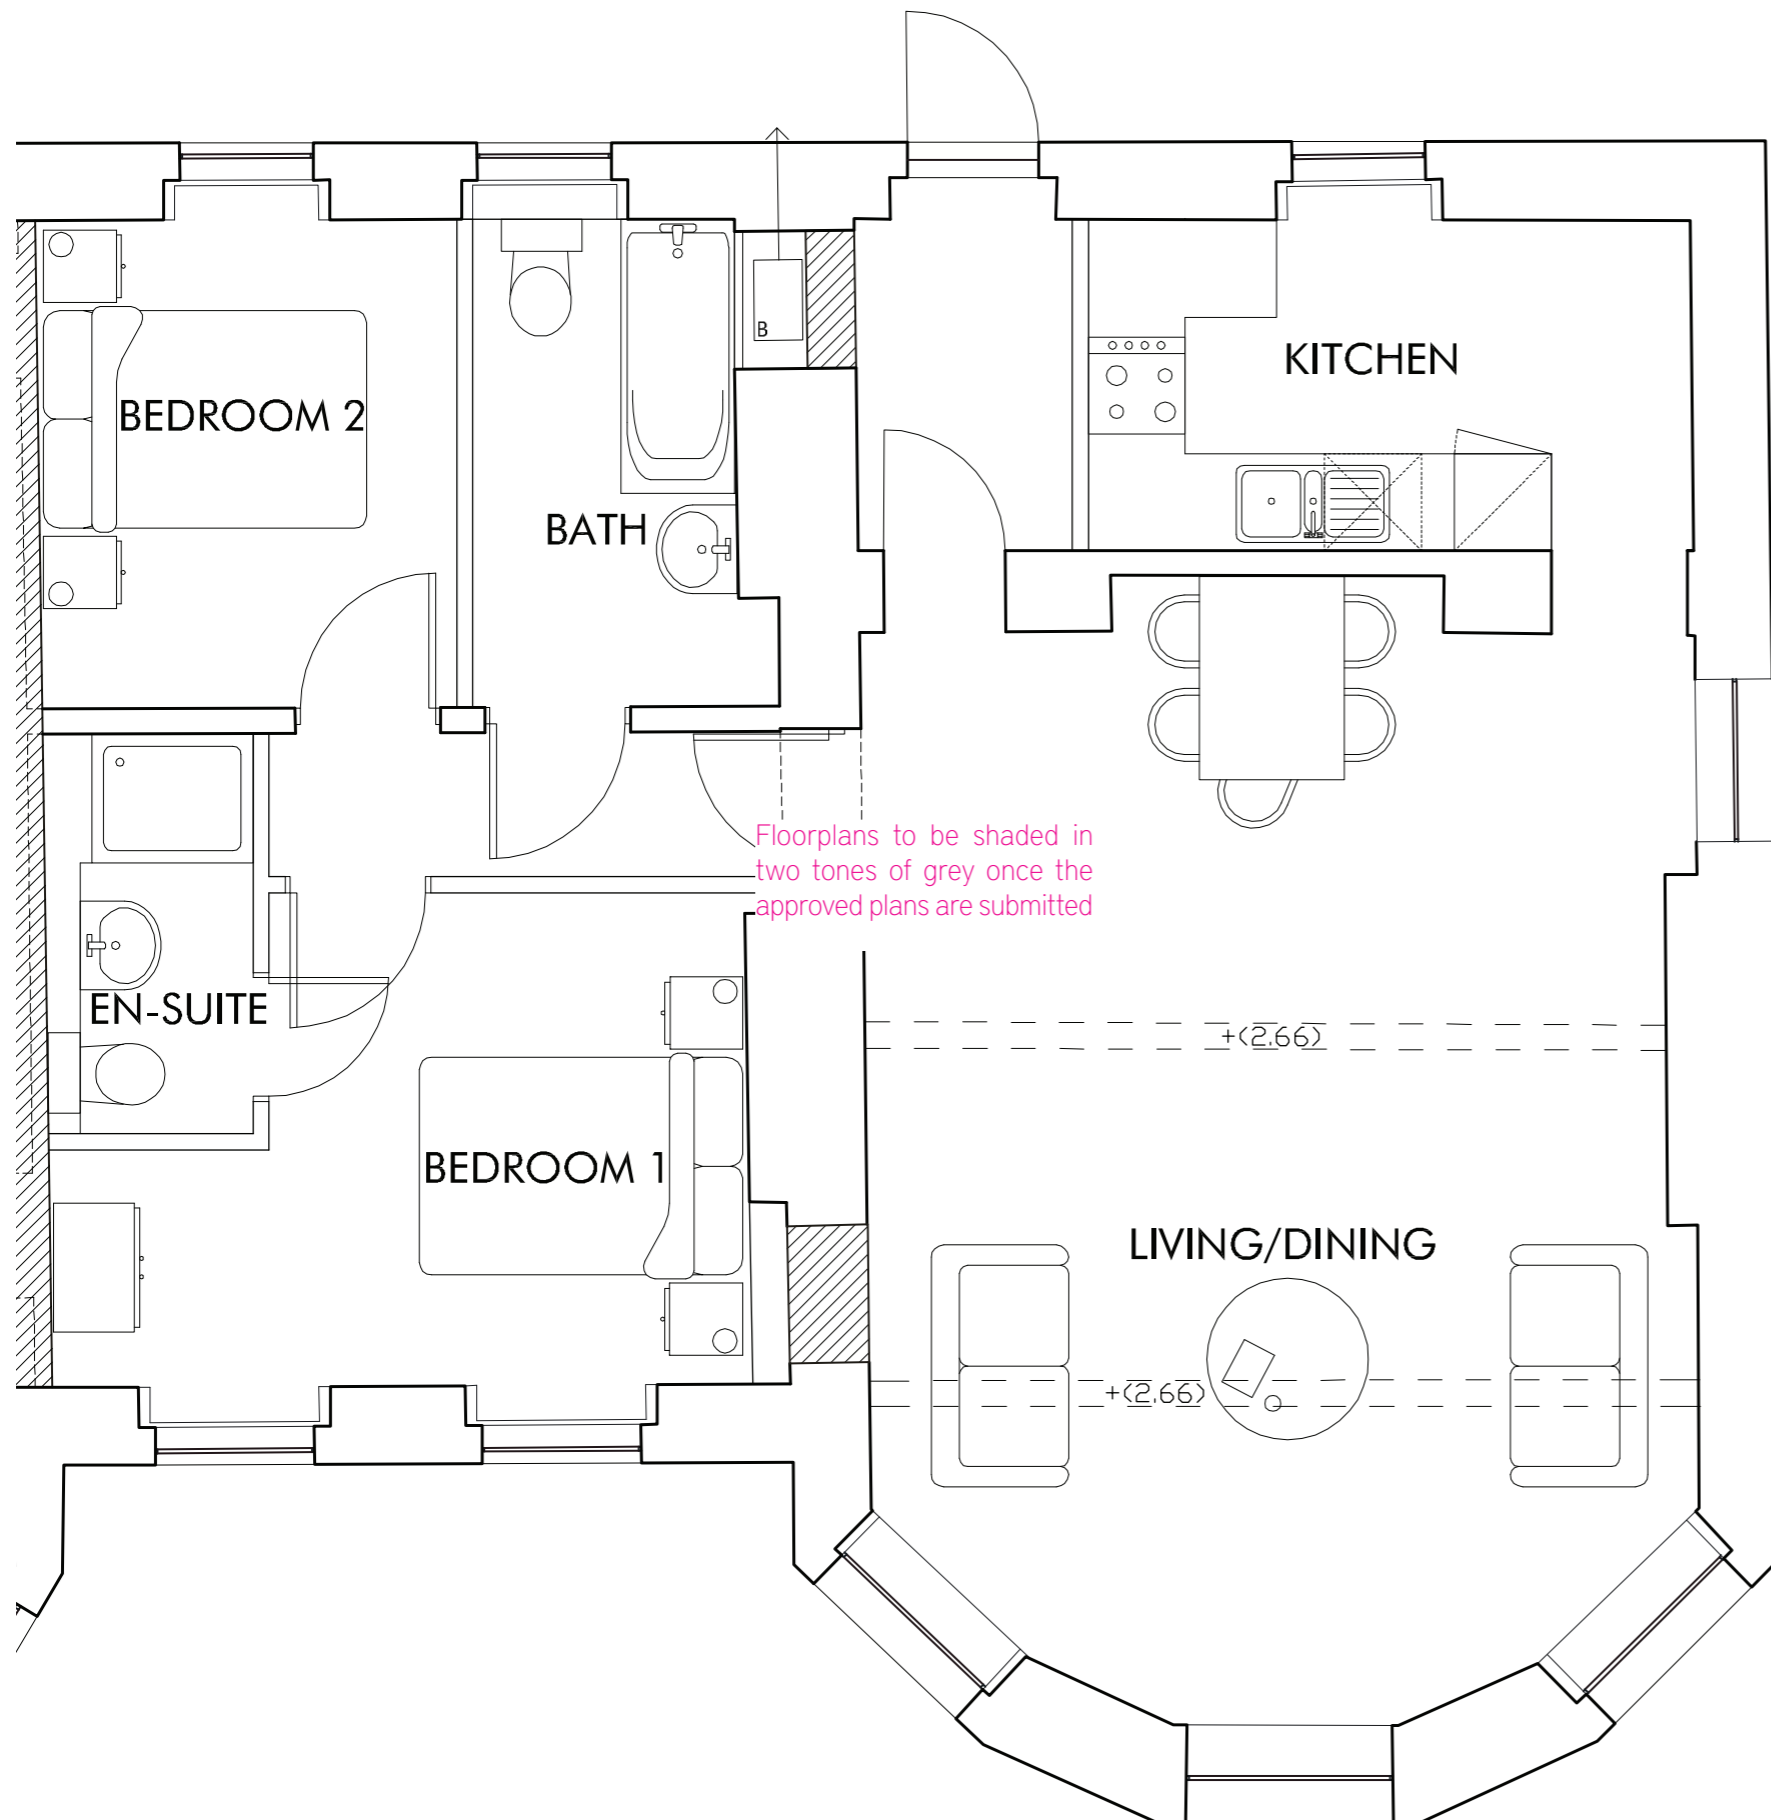 B
KITCHEN
BEDROOM 2
BATH
Floorplans to be shaded in
two tones of grey once the
approved plans are submitted
EN-SUITE
+(2.66)
BEDROOM 1
LIVING/DINING
+(2.66)